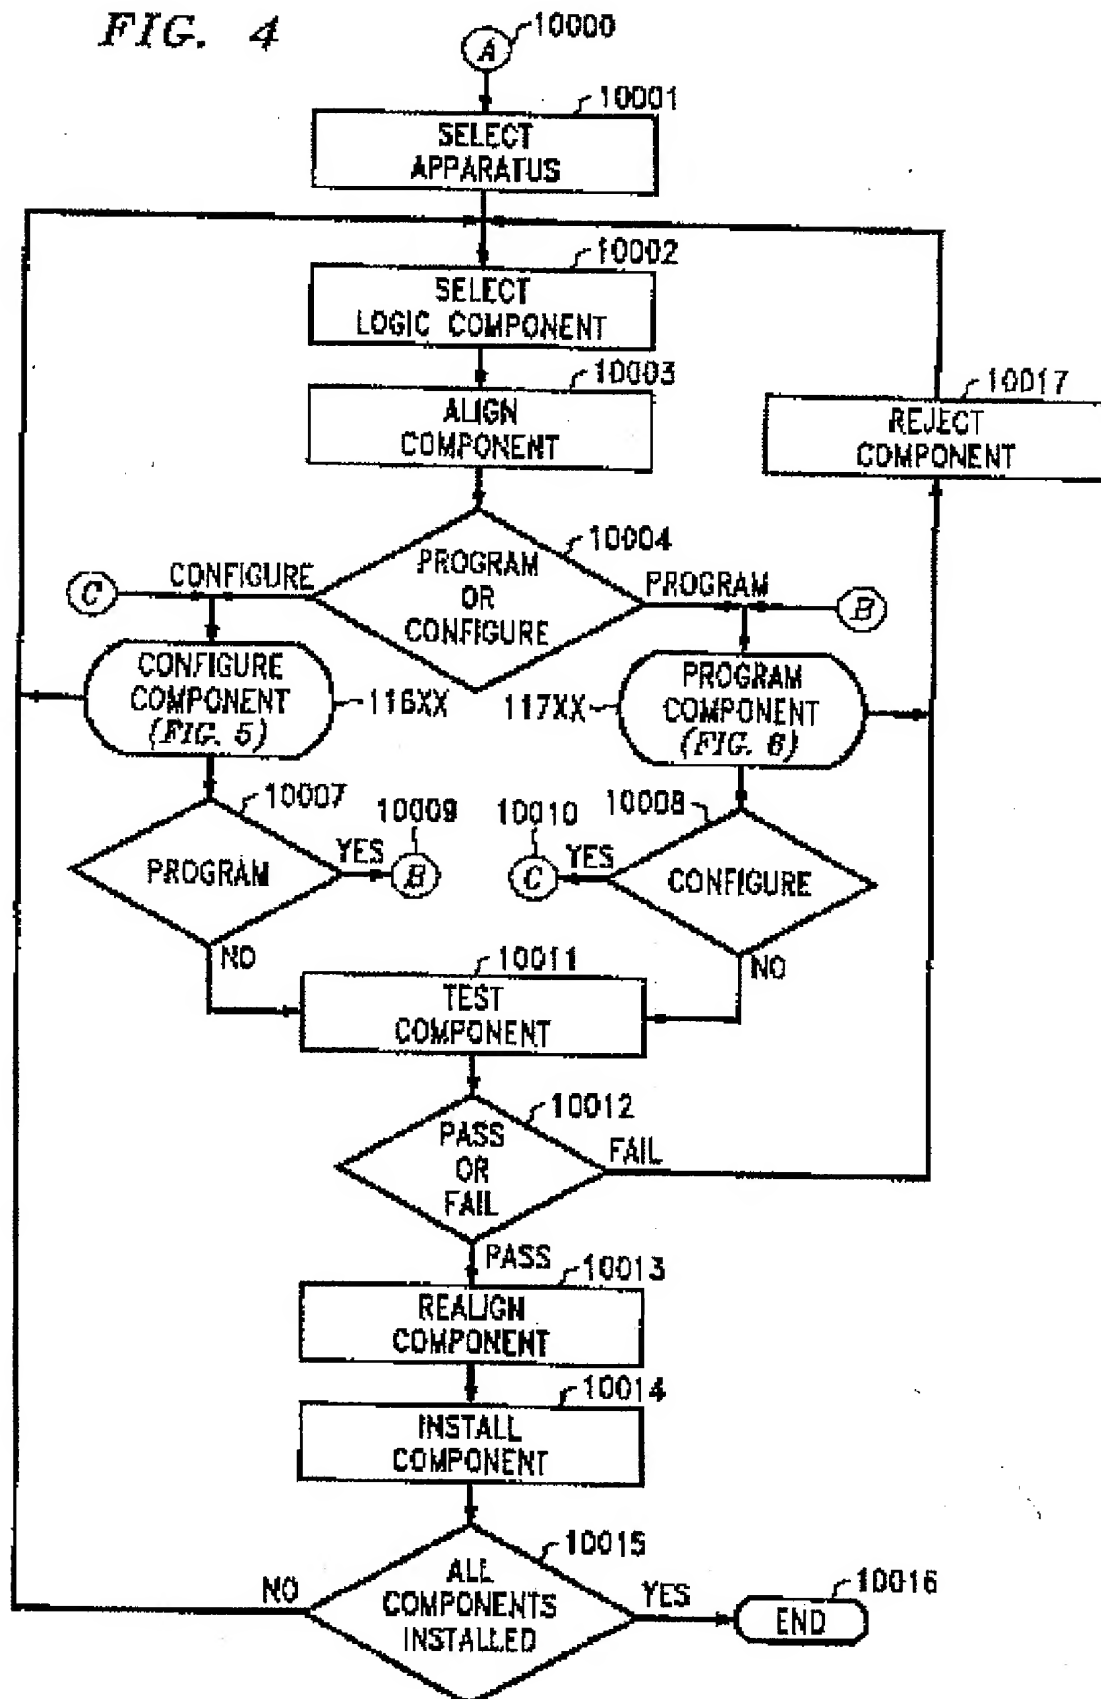 FIG. 4
A
10000
10001
SELECT
APPARATUS
10002
SELECT
LOGIC COMPONENT
10003
ALIGN
COMPONENT
10017
REJECT
COMPONENT
10004
PROGRAM
OR
CONFIGURE
CONFIGURE
PROGRAM
C
B
CONFIGURE
COMPONENT
(FIG. 5)
116XX
117XX
PROGRAM
COMPONENT
(FIG. 6)
10007
PROGRAM
YES
10009
B
10010
C
YES
10008
CONFIGURE
NO
NO
10011
TEST
COMPONENT
10012
PASS
OR
FAIL
FAIL
PASS
10013
REALIGN
COMPONENT
10014
INSTALL
COMPONENT
10015
ALL
COMPONENTS
INSTALLED
NO
YES
10016
END